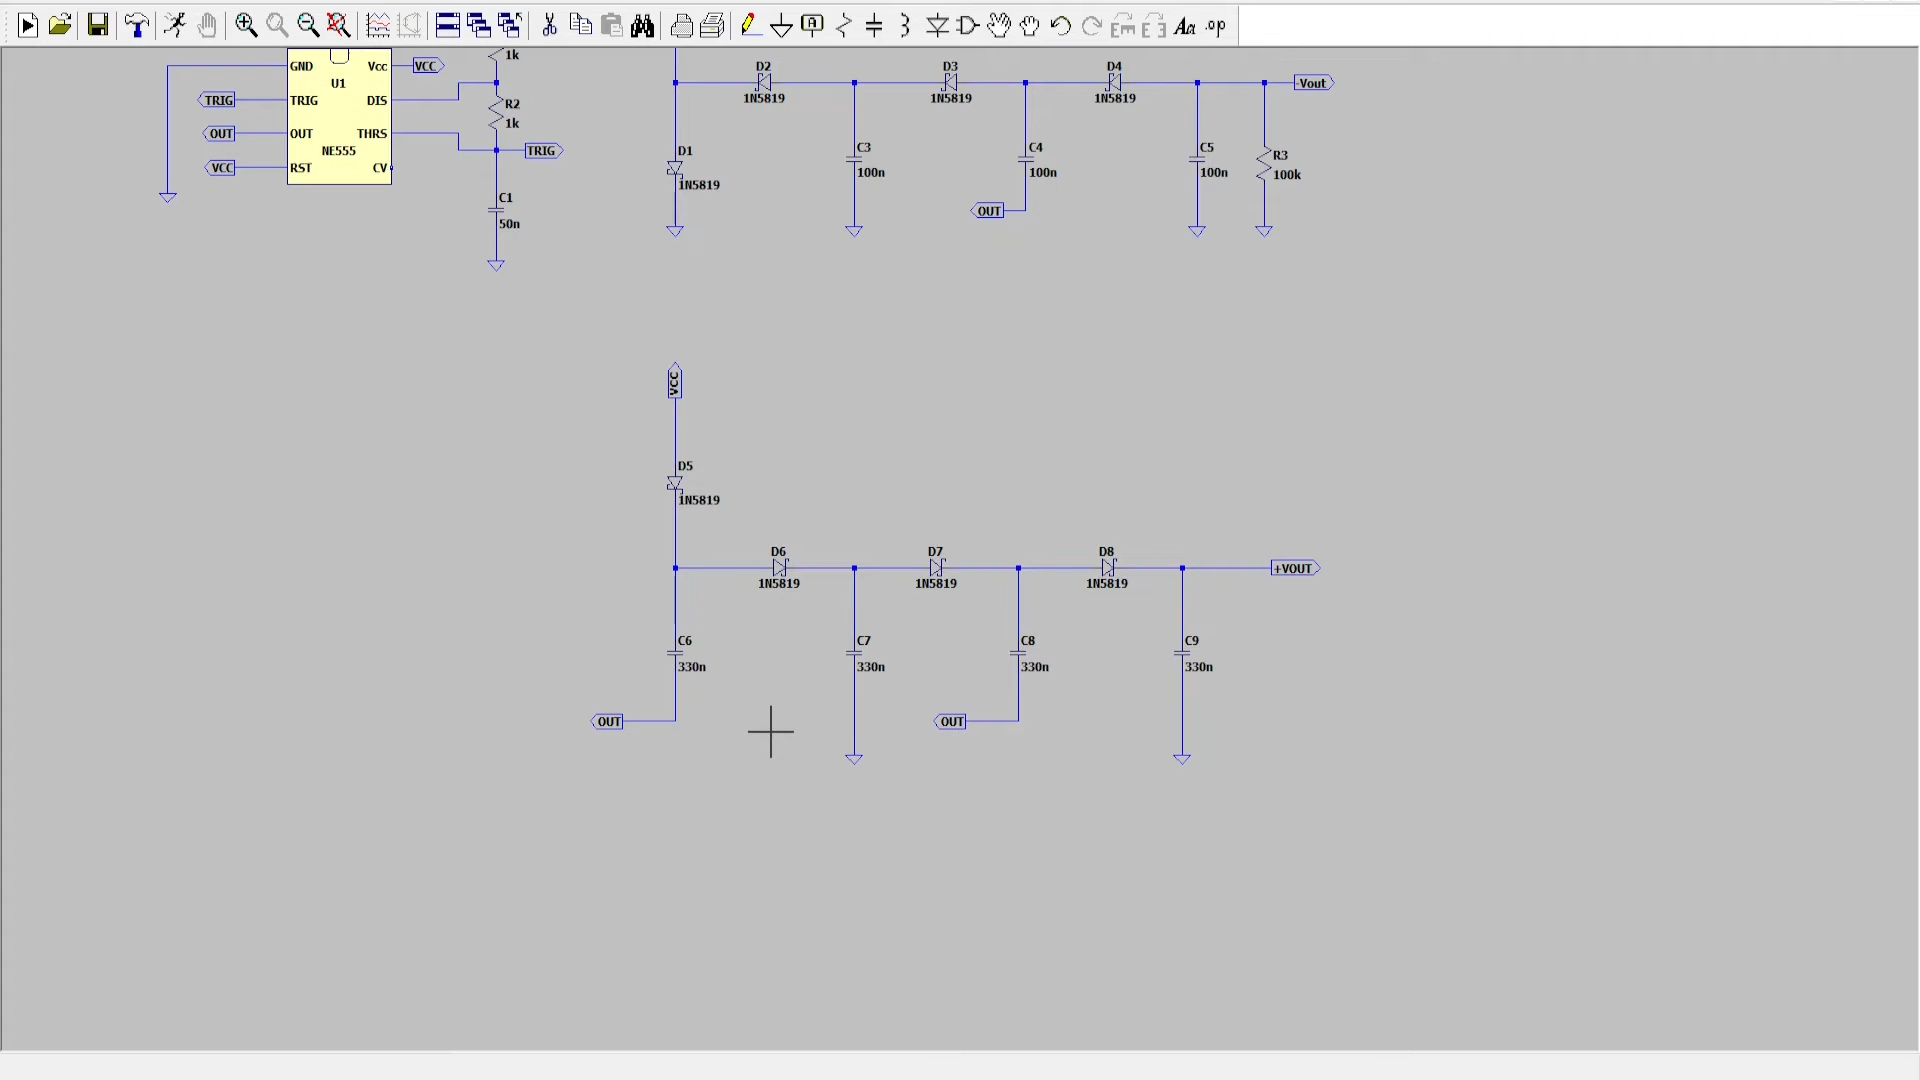 A
Aa
.op
GND
Vcc
VCC
1k
U1
TRIG
TRIG
DIS
R2
1k
OUT
OUT
THRS
NE555
TRIG
VCC
RST
CV
C1
50n
D2
1N5819
D3
1N5819
D4
1N5819
-Vout
D1
1N5819
C3
100n
C4
100n
C5
100n
R3
100k
OUT
VCC
D5
1N5819
D6
1N5819
D7
1N5819
D8
1N5819
+VOUT
C6
330n
C7
330n
C8
330n
C9
330n
OUT
OUT